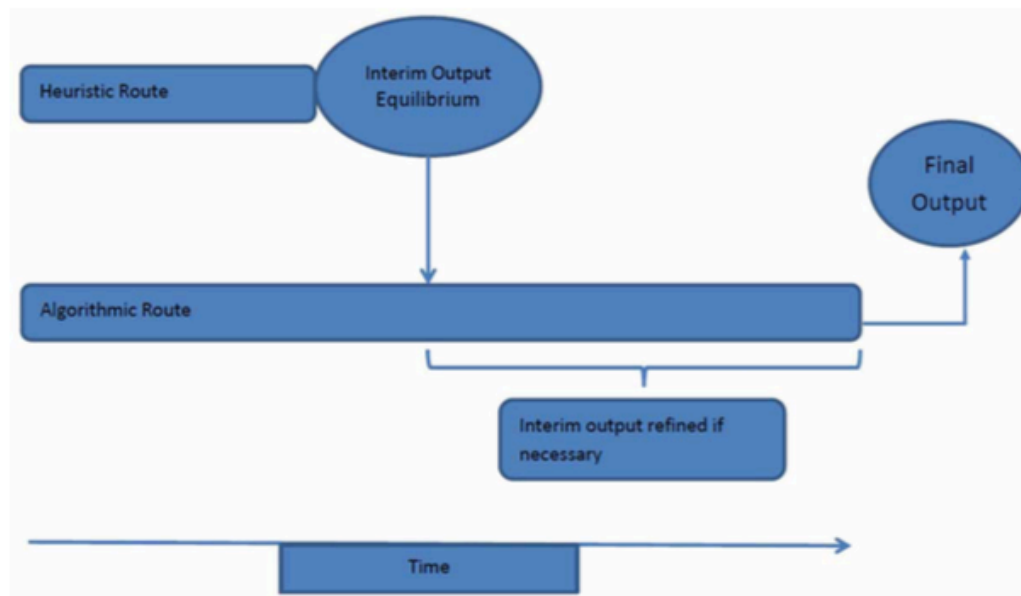 Heuristic Route
Interim Output
Equilibrium
Final
Output
Algorithmic Route
Interim output refined if
necessary
Time